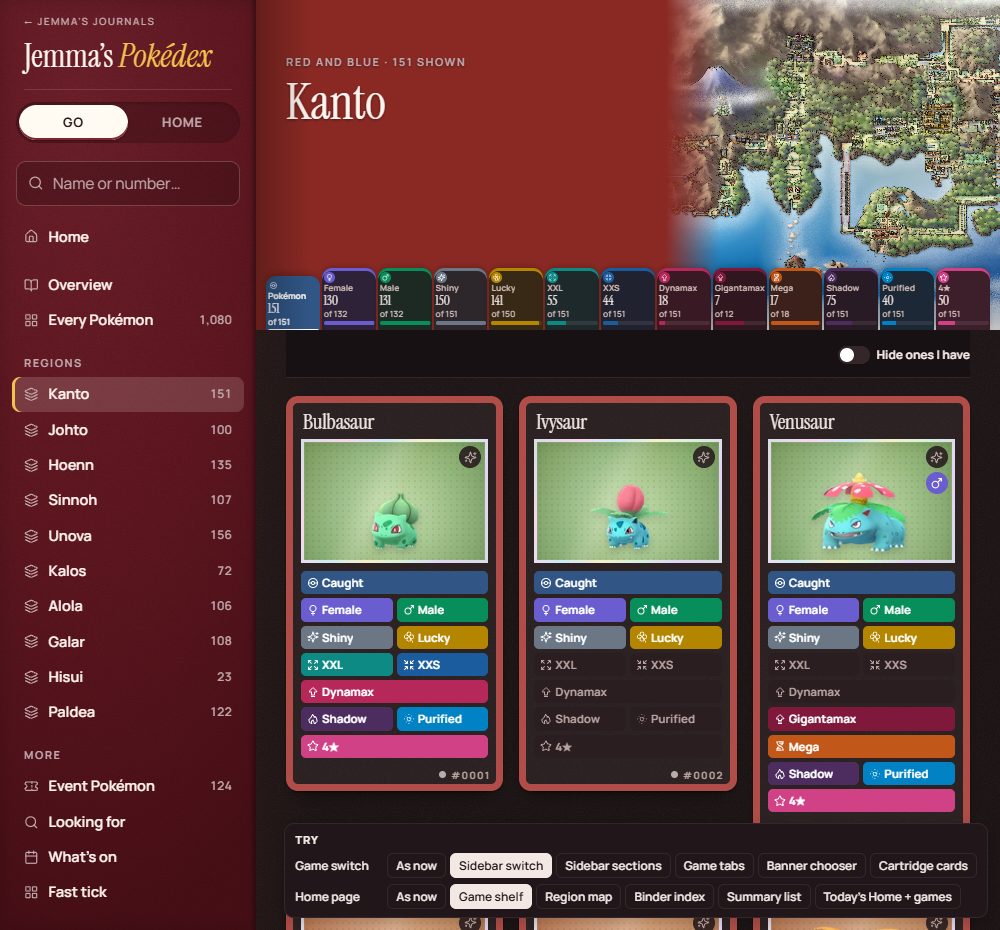 ← JEMMA'S JOURNALS
Jemma's Pokédex
GO HOME
Name or number...
Home
Overview
Every Pokémon 1,080
REGIONS
Kanto 151
Johto 100
Hoenn 135
Sinnoh 107
Unova 156
Kalos 72
Alola 106
Galar 108
Hisui 23
Paldea 122
MORE
Event Pokémon 124
Looking for
What's on
Fast tick
RED AND BLUE · 151 SHOWN
Kanto
Pokémon 151 of 151
Female 130 of 132
Male 131 of 132
Shiny 150 of 151
Lucky 141 of 150
XXL 55 of 151
XXS 44 of 151
Dynamax 18 of 151
Gigantamax 7 of 12
Mega 17 of 18
Shadow 75 of 151
Purified 40 of 151
4★ 50 of 151
Hide ones I have
Bulbasaur
Caught
Female Male
Shiny Lucky
XXL XXS
Dynamax
Shadow Purified
4★
#0001
Ivysaur
Caught
Female Male
Shiny Lucky
XXL XXS
Dynamax
Shadow Purified
4★
#0002
Venusaur
Caught
Female Male
Shiny Lucky
XXL XXS
Dynamax
Gigantamax
Mega
Shadow Purified
4★
TRY
Game switch As now Sidebar switch Sidebar sections Game tabs Banner chooser Cartridge cards
Home page As now Game shelf Region map Binder index Summary list Today's Home + games